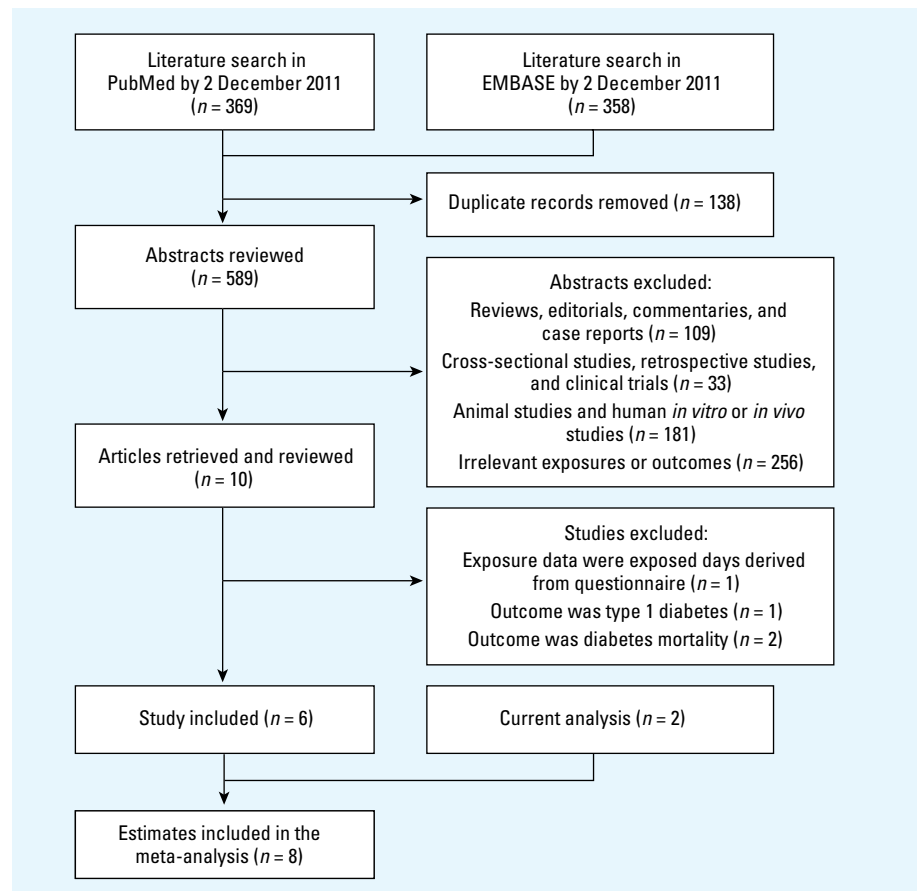 Literature search in
PubMed by 2 December 2011
(n = 369)
Literature search in
EMBASE by 2 December 2011
(n = 358)
Duplicate records removed (n = 138)
Abstracts reviewed
(n = 589)
Abstracts excluded:
Reviews, editorials, commentaries, and
case reports (n = 109)
Cross-sectional studies, retrospective studies,
and clinical trials (n = 33)
Animal studies and human in vitro or in vivo
studies (n = 181)
Irrelevant exposures or outcomes (n = 256)
Articles retrieved and reviewed
(n = 10)
Studies excluded:
Exposure data were exposed days derived
from questionnaire (n = 1)
Outcome was type 1 diabetes (n = 1)
Outcome was diabetes mortality (n = 2)
Study included (n = 6)
Current analysis (n = 2)
Estimates included in the
meta-analysis (n = 8)